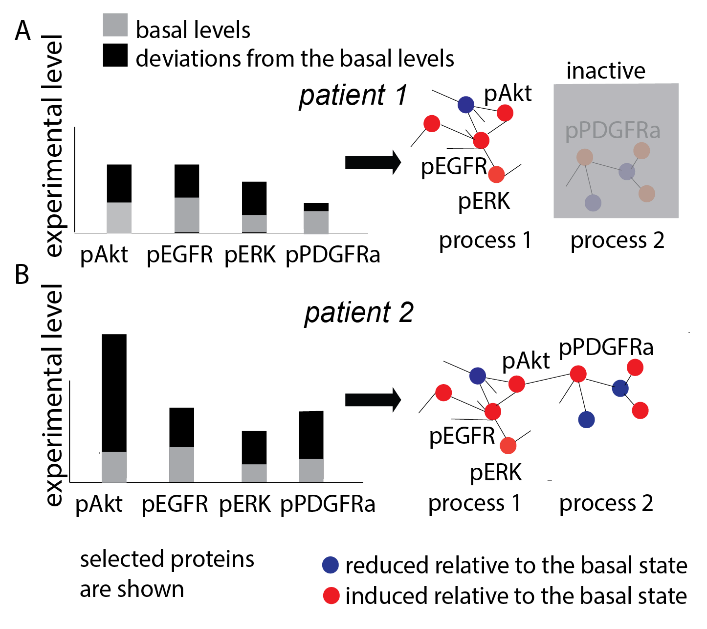 A
basal levels
deviations from the basal levels
experimental level
patient 1
pAkt
pEGFR
pERK
pPDGFRa
pAkt
pEGFR
pERK
process 1
inactive
pPDGFRa
process 2
B
experimental level
patient 2
pAkt
pEGFR
pERK
pPDGFRa
pAkt
pPDGFRa
pEGFR
pERK
process 1
process 2
selected proteins
are shown
reduced relative to the basal state
induced relative to the basal state